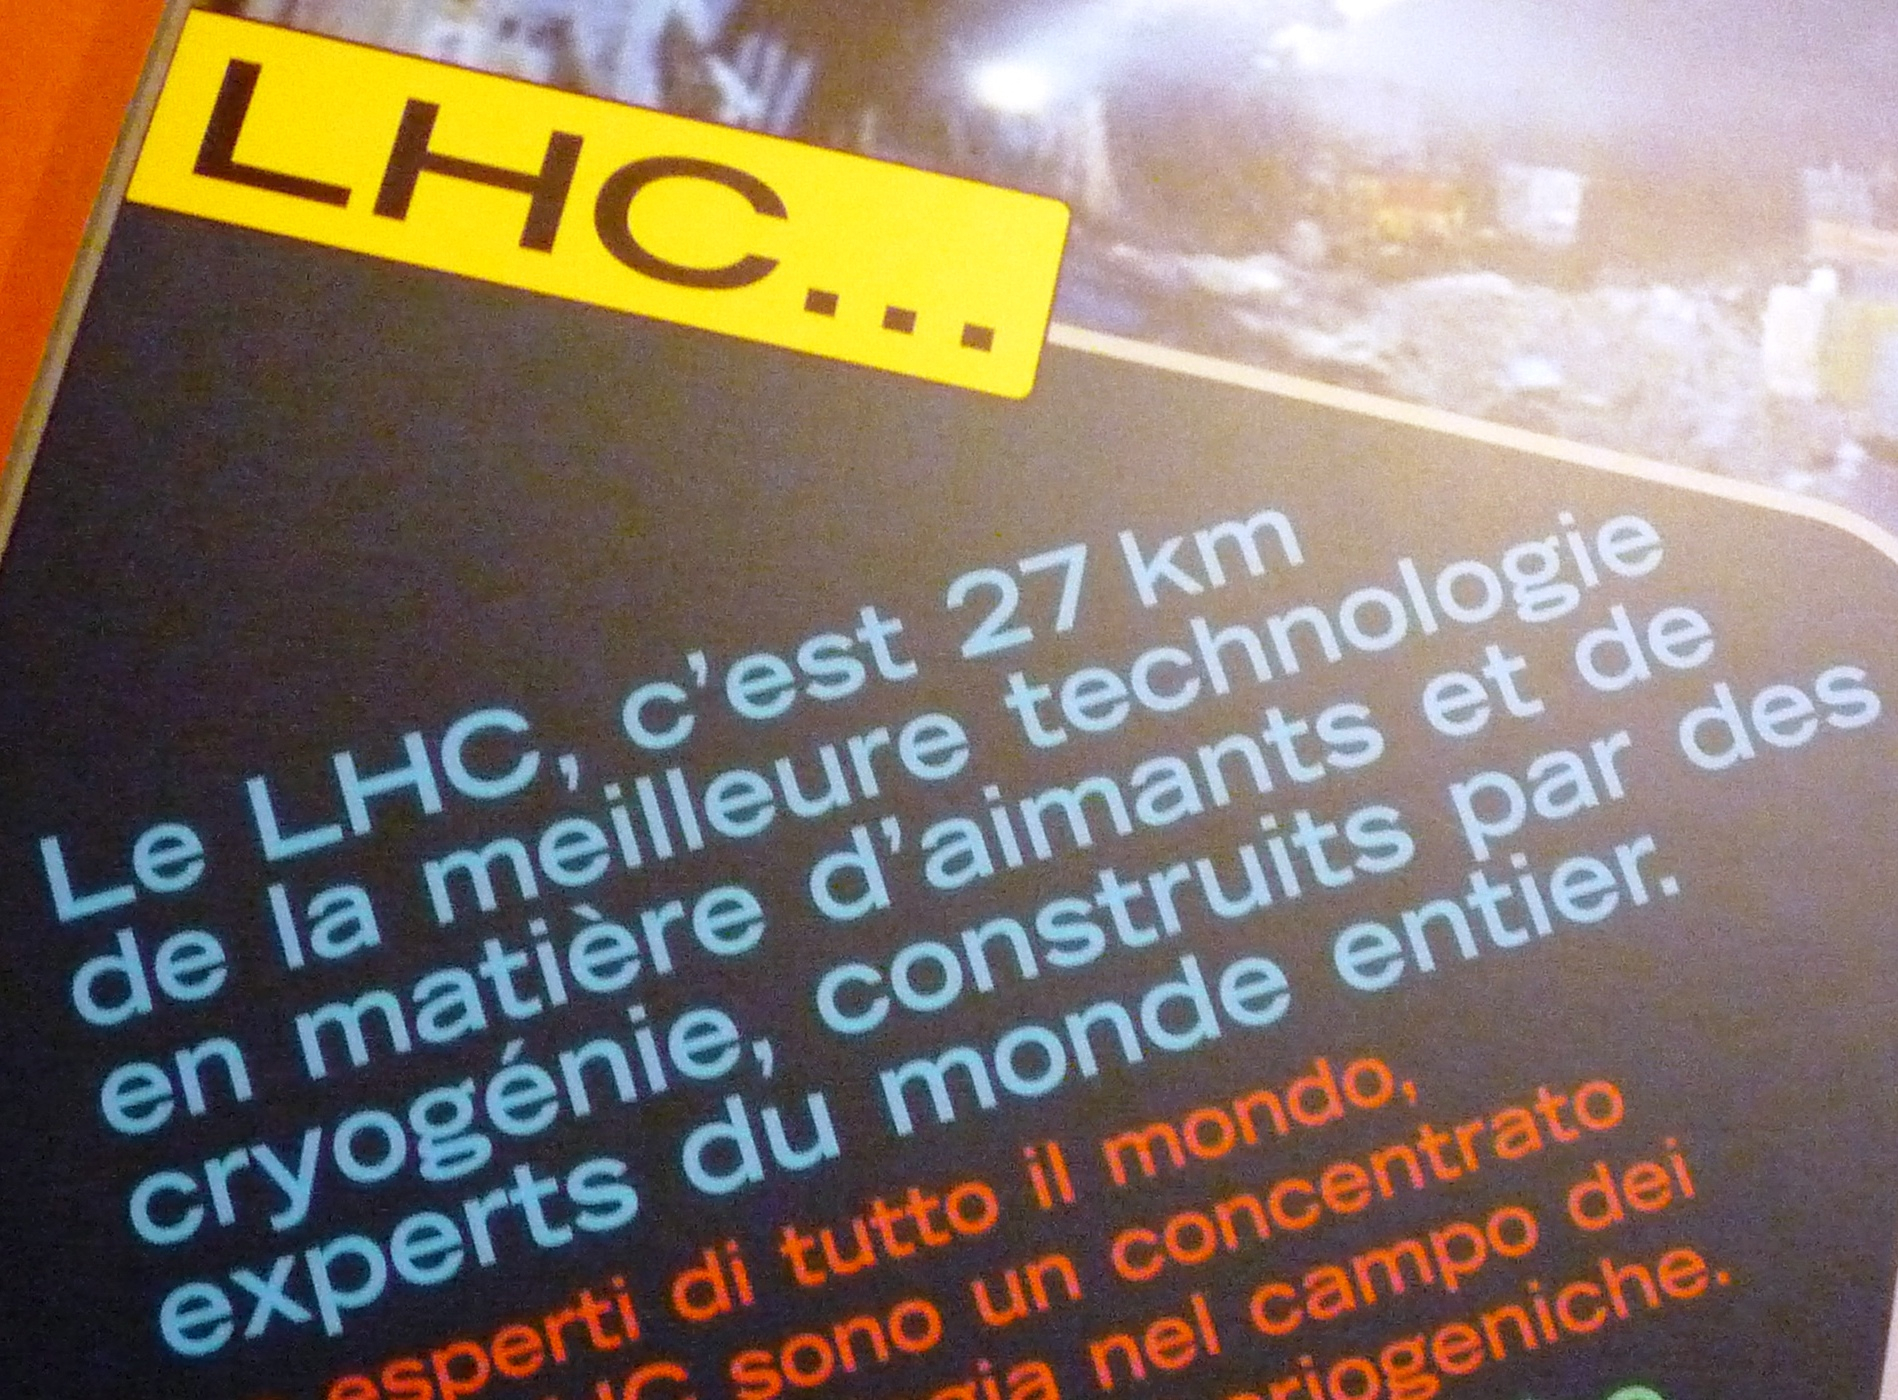 LHC...
Le LHC, c'est 27 km
de la meilleure technologie
en matière d'aimants et de
cryogénie, construits par des
experts du monde entier.
esperti di tutto il mondo,
sono un concentrato
nel campo dei
criogeniche.